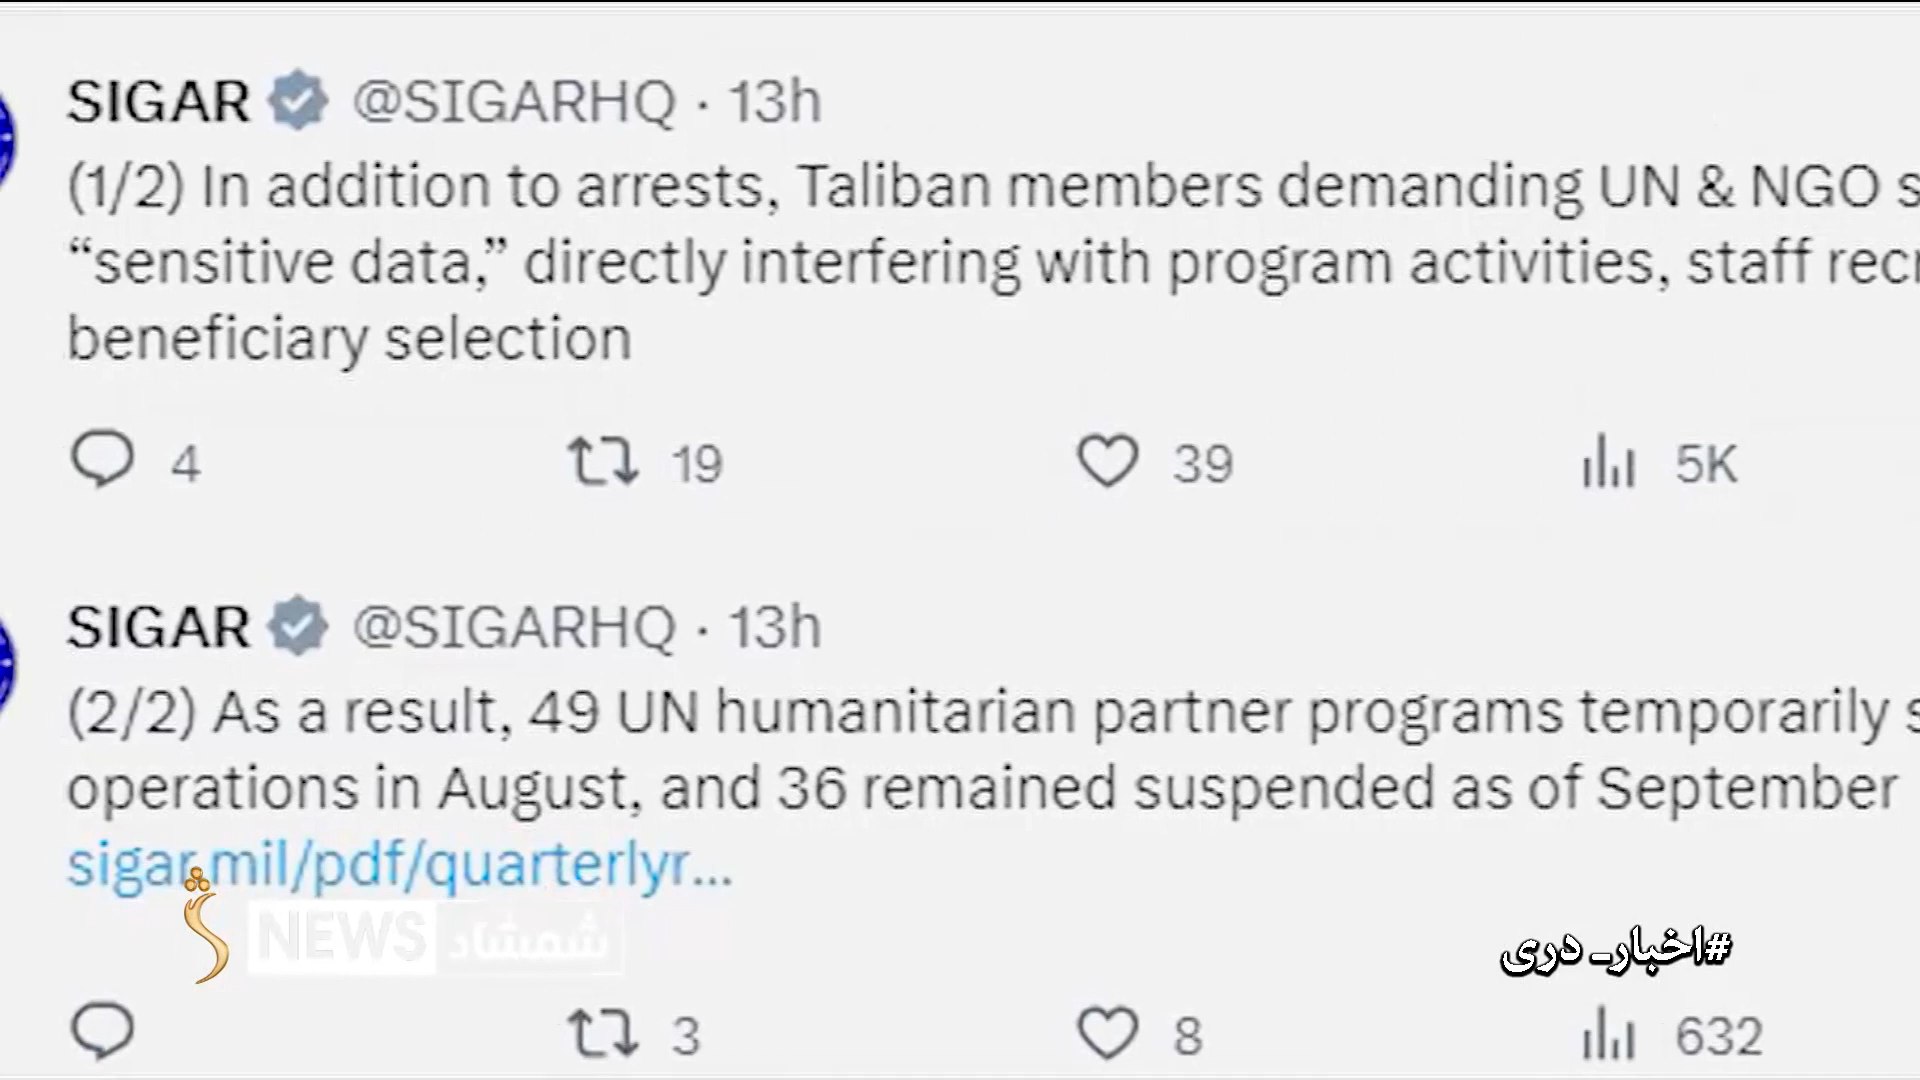 SIGAR @SIGARHQ · 13h
(1/2) In addition to arrests, Taliban members demanding UN & NGO
“sensitive data,” directly interfering with program activities, staff
beneficiary selection
4 19 39 5K
SIGAR @SIGARHQ · 13h
(2/2) As a result, 49 UN humanitarian partner programs temporarily
operations in August, and 36 remained suspended as of September
sigar.mil/pdf/quarterlyr...
NEWS شمشاد
#اخبار_دری
3 8 632